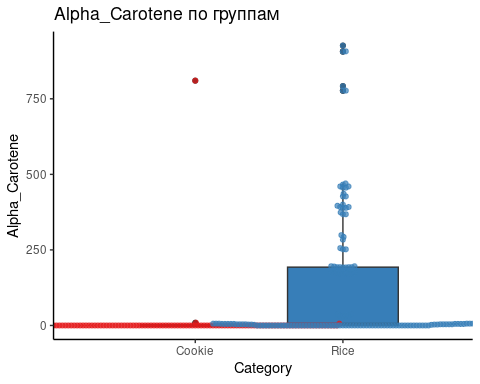 Alpha_Carotene по группам
Alpha_Carotene
750
500
250
0
Cookie
Rice
Category